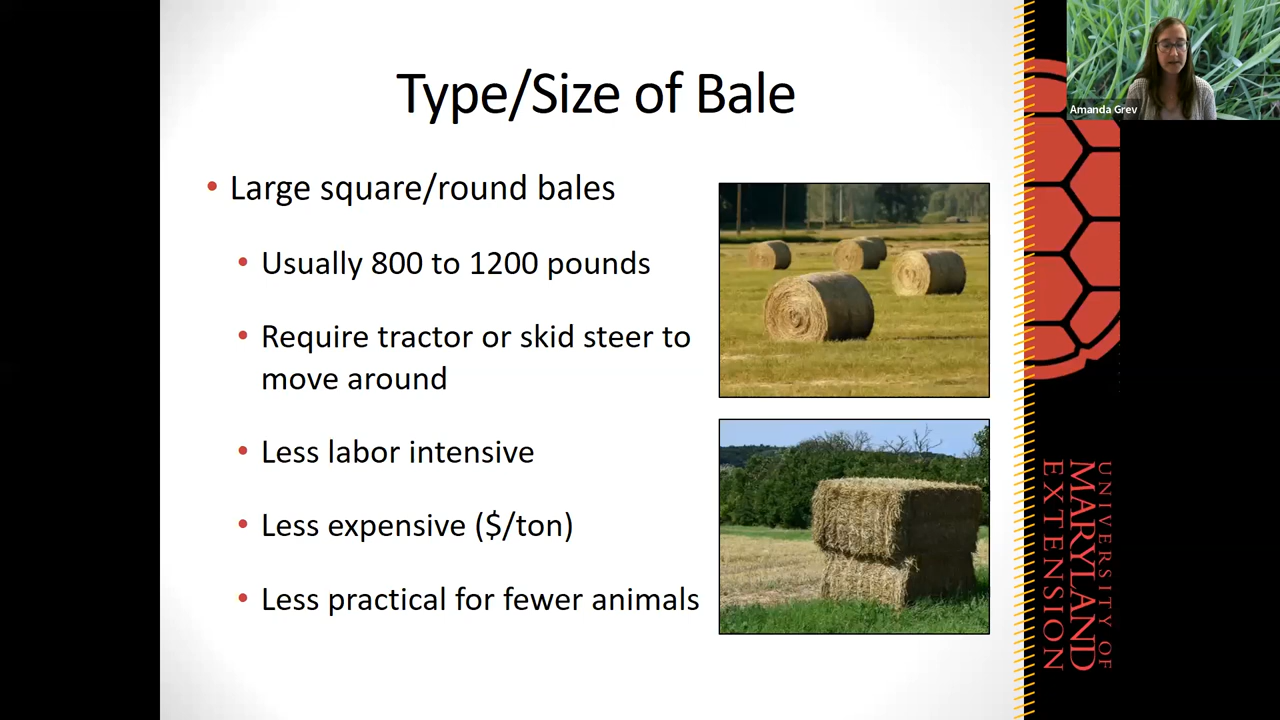 Type/Size of Bale
• Large square/round bales
• Usually 800 to 1200 pounds
• Require tractor or skid steer to
move around
• Less labor intensive
• Less expensive ($/ton)
• Less practical for fewer animals
Amanda Grev
UNIVERSITY OF
MARYLAND
EXTENSION